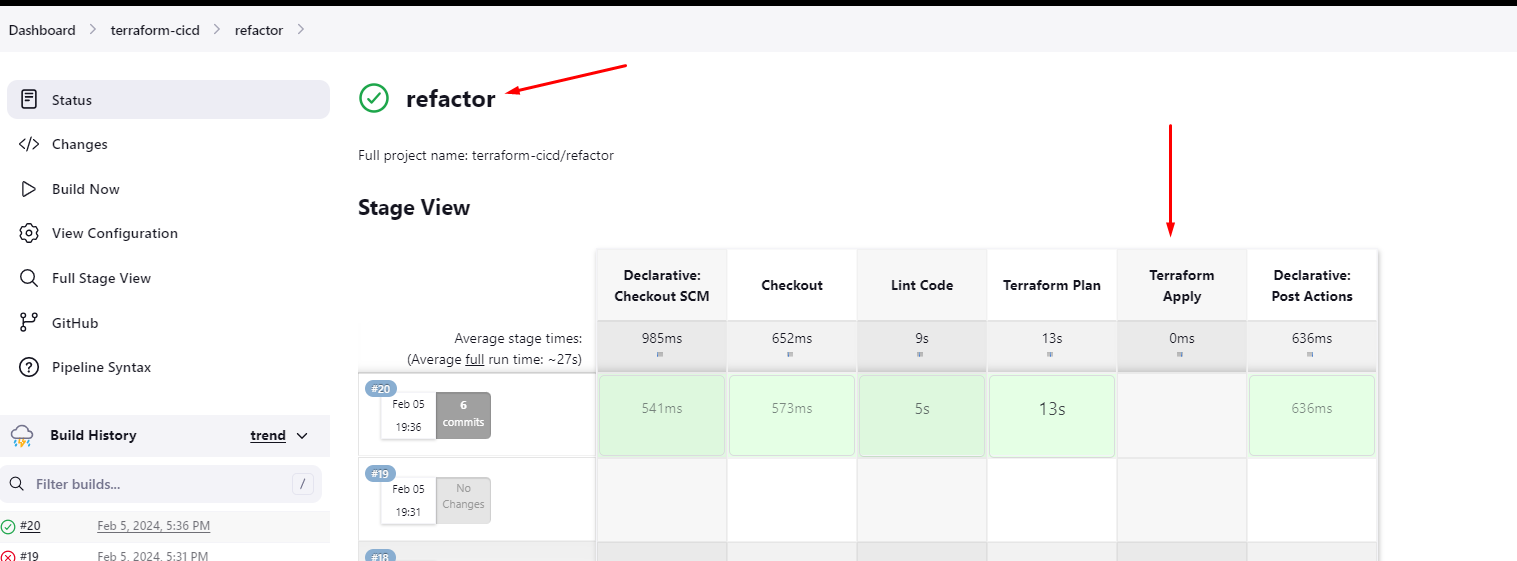 Dashboard > terraform-cicd > refactor >
Status
Changes
Build Now
View Configuration
Full Stage View
GitHub
Pipeline Syntax
Build History trend
Filter builds... /
#20 Feb 5, 2024, 5:36 PM
#19 Feb 5, 2024, 5:31 PM
refactor
Full project name: terraform-cicd/refactor
Stage View
Declarative: Checkout SCM
Checkout
Lint Code
Terraform Plan
Terraform Apply
Declarative: Post Actions
Average stage times:
(Average full run time: ~27s)
985ms
652ms
9s
13s
0ms
636ms
#20
Feb 05
19:36
6
commits
541ms
573ms
5s
13s
636ms
#19
Feb 05
19:31
No
Changes
#18